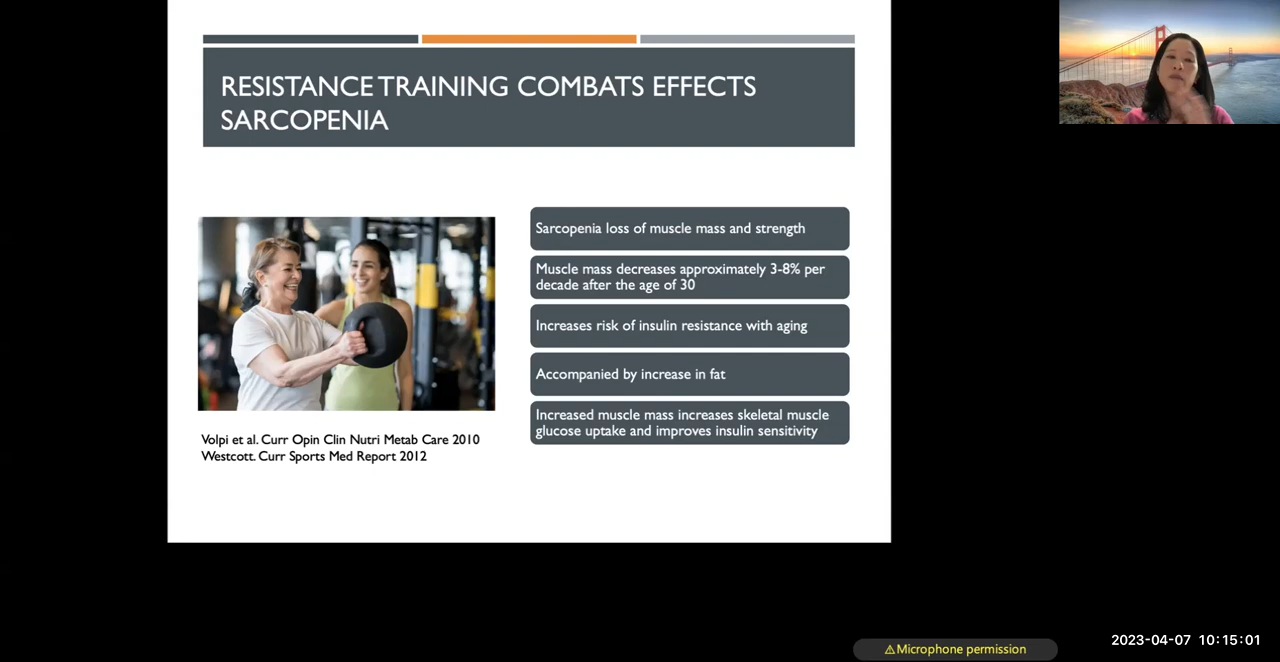 RESISTANCE TRAINING COMBATS EFFECTS
SARCOPENIA
Sarcopenia loss of muscle mass and strength
Muscle mass decreases approximately 3-8% per
decade after the age of 30
Increases risk of insulin resistance with aging
Accompanied by increase in fat
Increased muscle mass increases skeletal muscle
glucose uptake and improves insulin sensitivity
Volpi et al. Curr Opin Clin Nutri Metab Care 2010
Westcott. Curr Sports Med Report 2012
⚠Microphone permission
2023-04-07 10:15:01